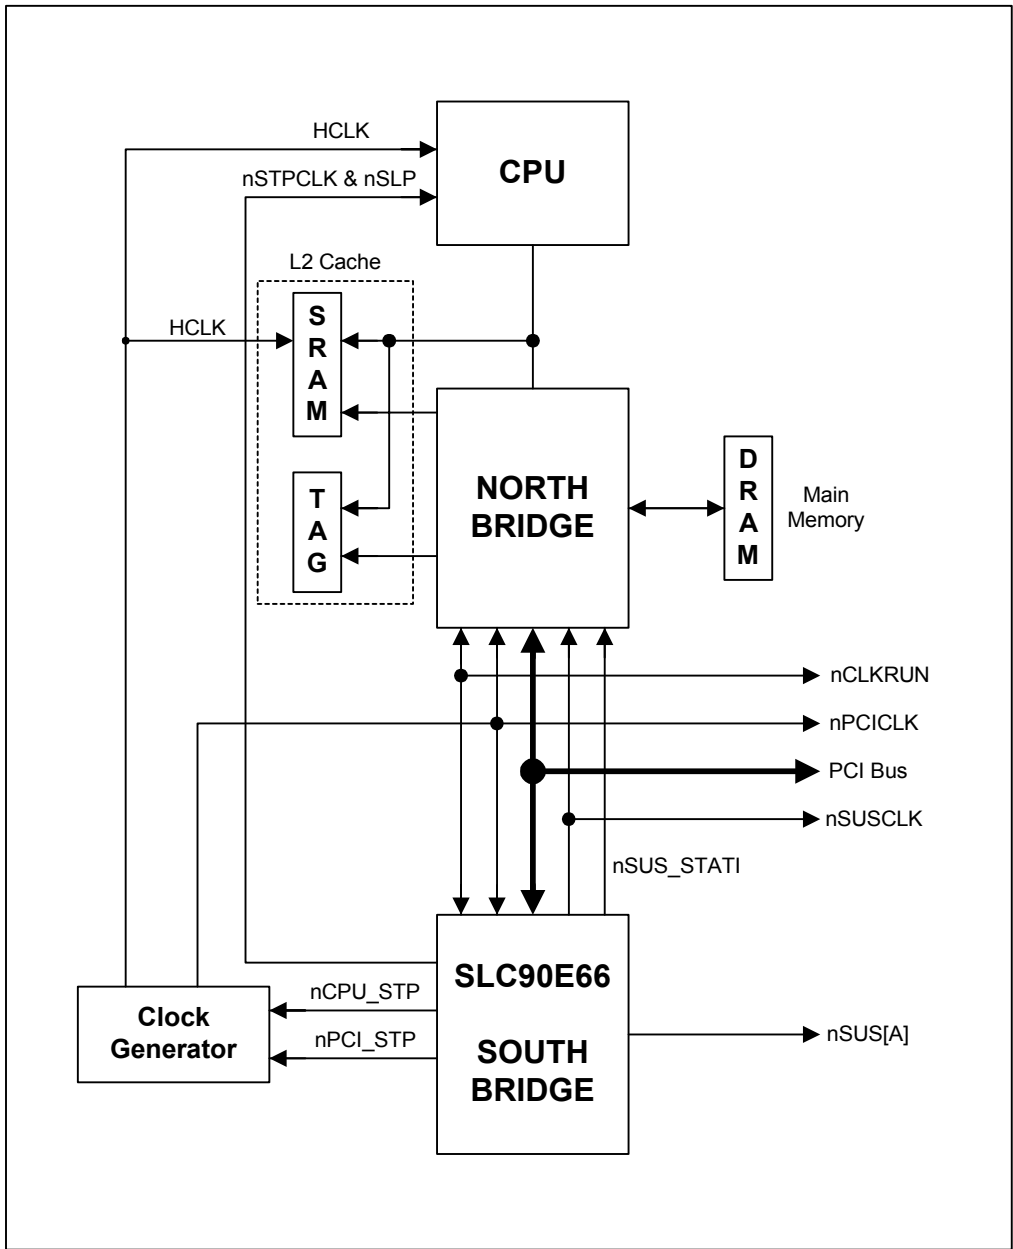 HCLK
CPU
nSTPCLK & nSLP
L2 Cache
S
R
A
M
HCLK
T
A
G
NORTH
BRIDGE
D
R
A
M
Main
Memory
nCLKRUN
nPCICLK
PCI Bus
nSUSCLK
nSUS_STATI
SLC90E66
SOUTH
BRIDGE
nCPU_STP
nPCI_STP
Clock
Generator
nSUS[A]